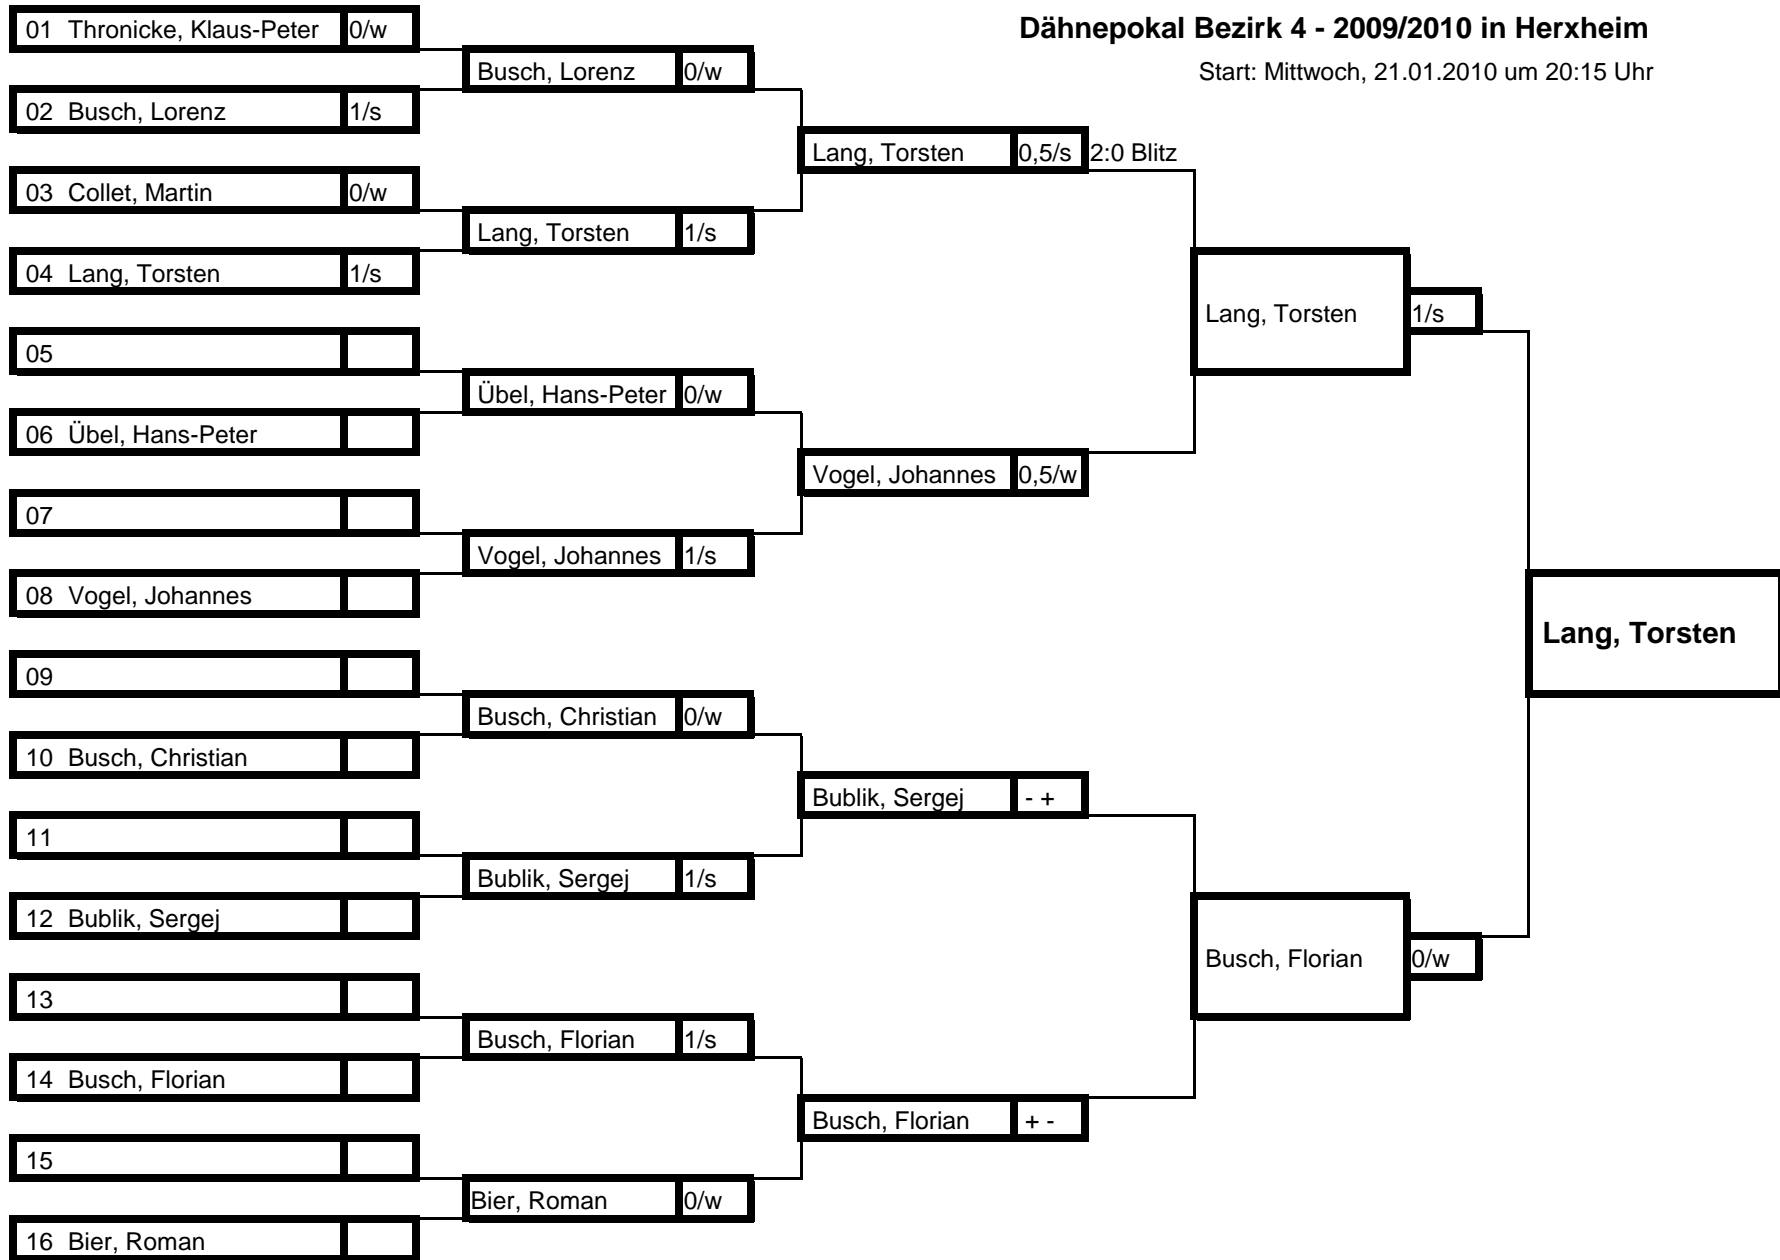 Dähnepokal Bezirk 4 - 2009/2010 in Herxheim
Start: Mittwoch, 21.01.2010 um 20:15 Uhr
01 Thronicke, Klaus-Peter 0/w
02 Busch, Lorenz 1/s
03 Collet, Martin 0/w
04 Lang, Torsten 1/s
05
06 Übel, Hans-Peter
07
08 Vogel, Johannes
09
10 Busch, Christian
11
12 Bublik, Sergej
13
14 Busch, Florian
15
16 Bier, Roman
Busch, Lorenz 0/w
Lang, Torsten 1/s
Übel, Hans-Peter 0/w
Vogel, Johannes 1/s
Busch, Christian 0/w
Bublik, Sergej 1/s
Busch, Florian 1/s
Bier, Roman 0/w
Lang, Torsten 0,5/s 2:0 Blitz
Vogel, Johannes 0,5/w
Bublik, Sergej - +
Busch, Florian + -
Lang, Torsten 1/s
Busch, Florian 0/w
Lang, Torsten